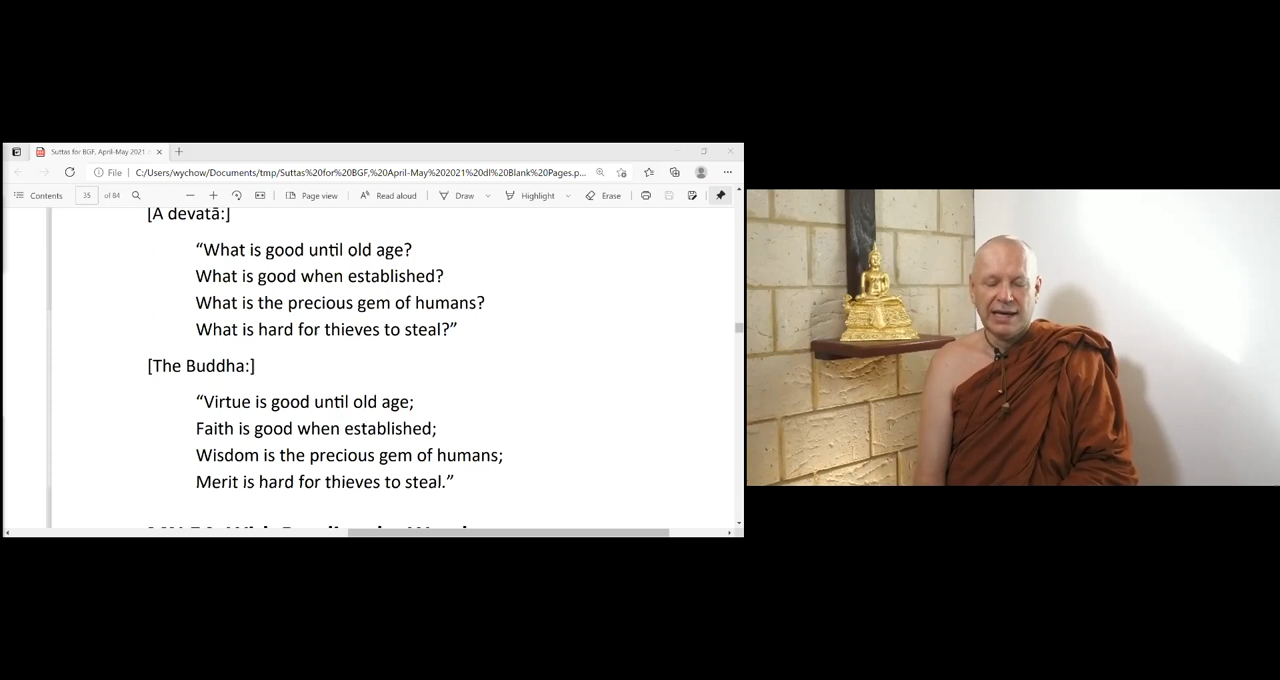 Suttas for BGF, April-May 2021
File
C:/Users/wychow/Documents/tmp/Suttas%20for%20BGF,%20April-May%202021%20dl%20Blank%20Pages.p...
Contents
35 of 84
Page view
Read aloud
Draw
Highlight
Erase
[A devatā:]
“What is good until old age?
What is good when established?
What is the precious gem of humans?
What is hard for thieves to steal?”
[The Buddha:]
“Virtue is good until old age;
Faith is good when established;
Wisdom is the precious gem of humans;
Merit is hard for thieves to steal.”